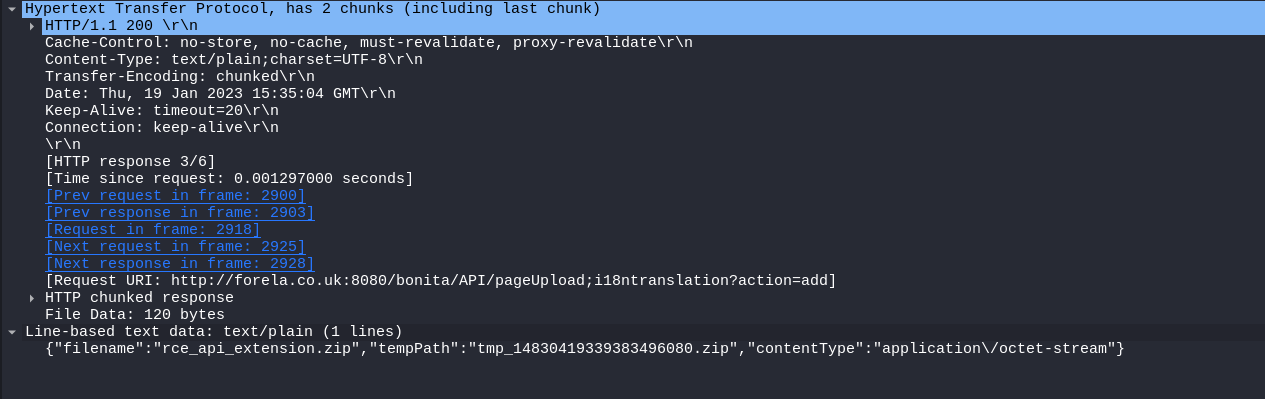 Hypertext Transfer Protocol, has 2 chunks (including last chunk)
HTTP/1.1 200 \r\n
Cache-Control: no-store, no-cache, must-revalidate, proxy-revalidate\r\n
Content-Type: text/plain;charset=UTF-8\r\n
Transfer-Encoding: chunked\r\n
Date: Thu, 19 Jan 2023 15:35:04 GMT\r\n
Keep-Alive: timeout=20\r\n
Connection: keep-alive\r\n
\r\n
[HTTP response 3/6]
[Time since request: 0.001297000 seconds]
[Prev request in frame: 2900]
[Prev response in frame: 2903]
[Request in frame: 2918]
[Next request in frame: 2925]
[Next response in frame: 2928]
[Request URI: http://forela.co.uk:8080/bonita/API/pageUpload;i18ntranslation?action=add]
HTTP chunked response
File Data: 120 bytes
Line-based text data: text/plain (1 lines)
{"filename":"rce_api_extension.zip","tempPath":"tmp_14830419339383496080.zip","contentType":"application\/octet-stream"}